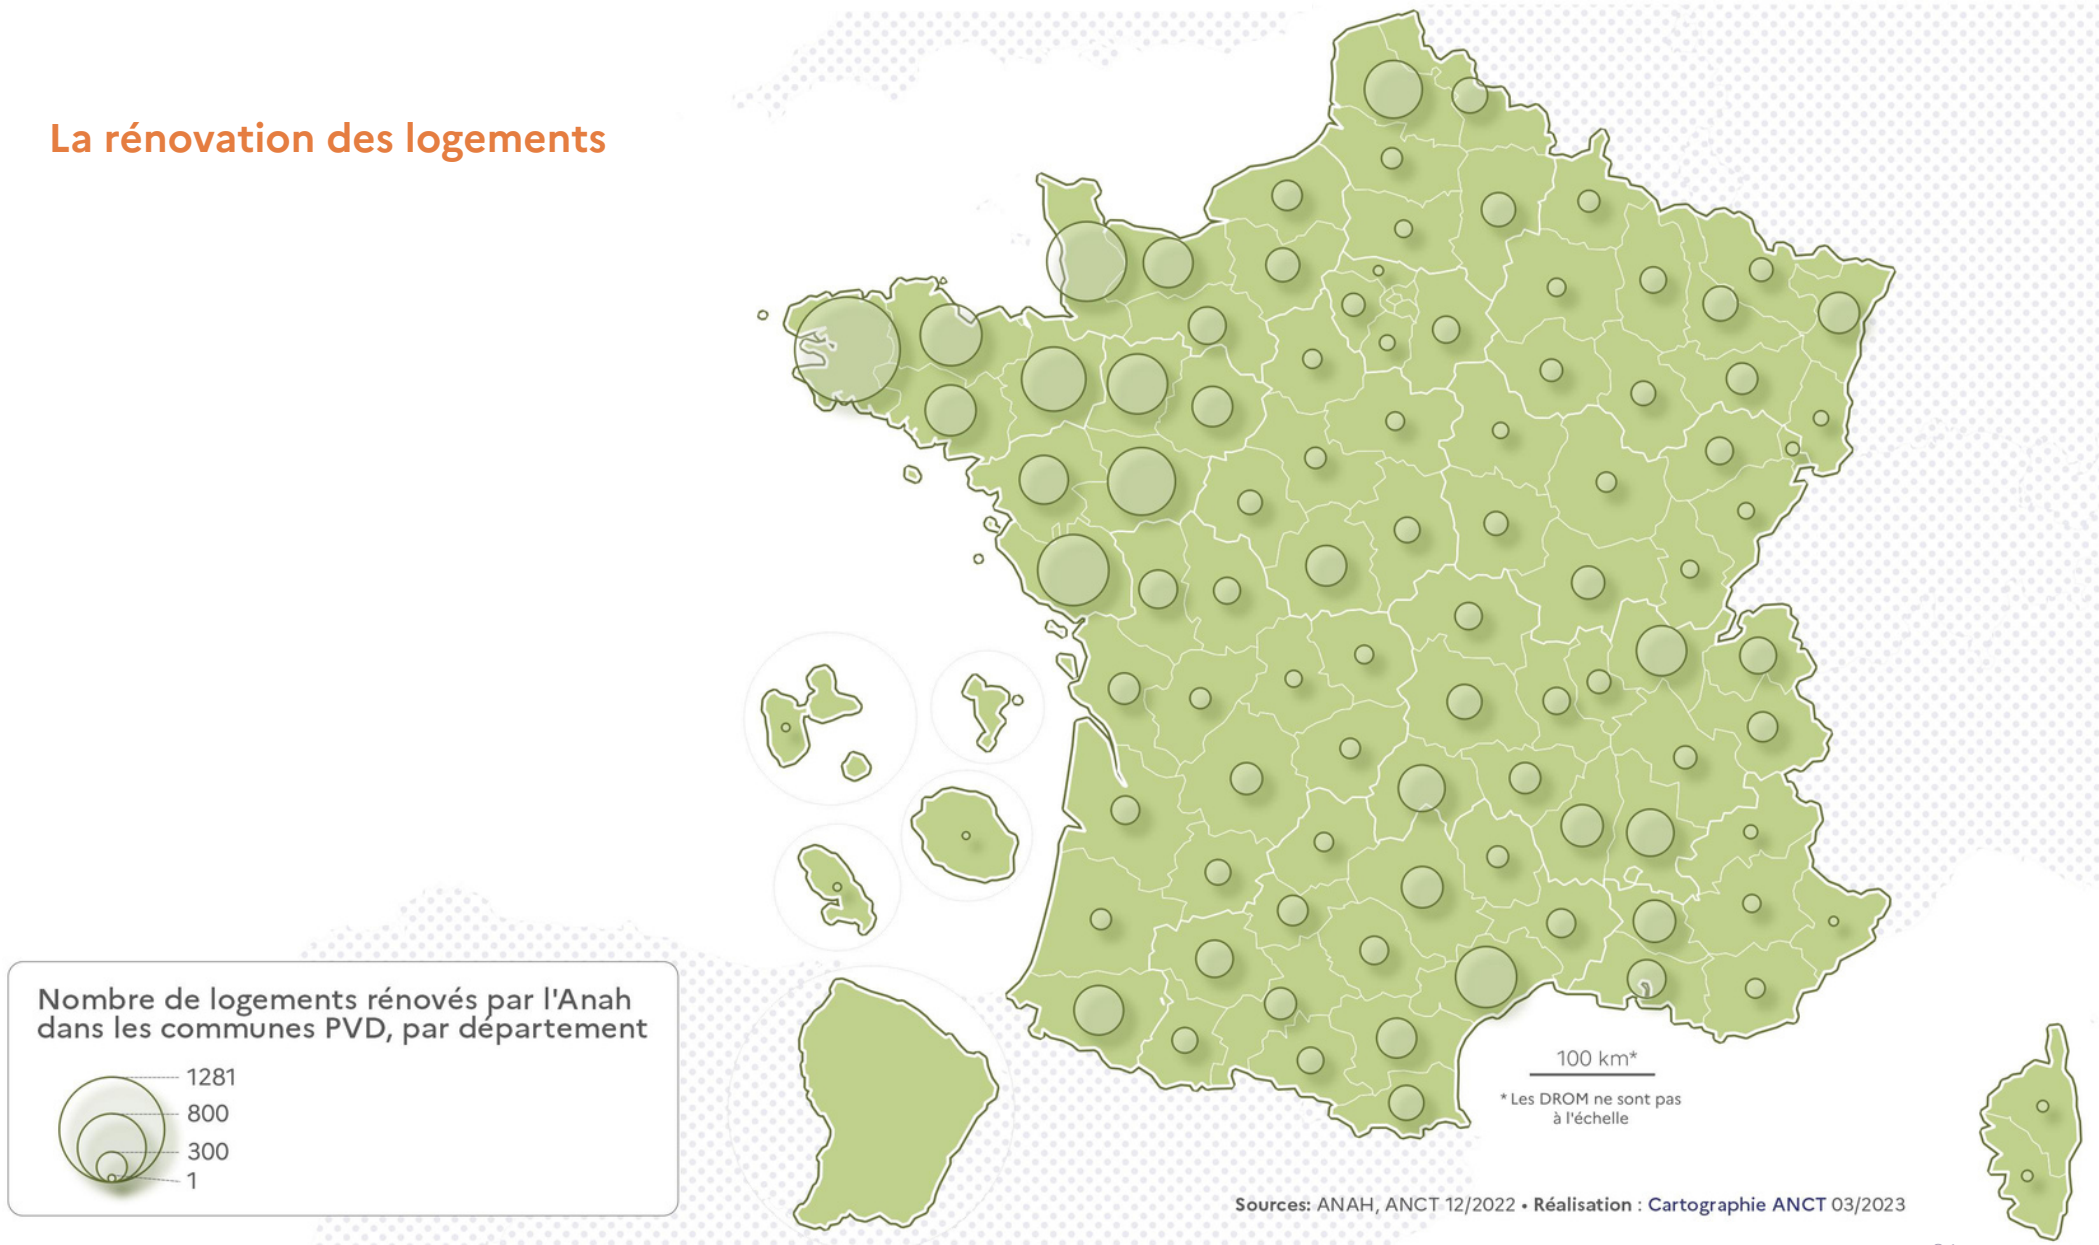 La rénovation des logements
Nombre de logements rénovés par l'Anah
dans les communes PVD, par département
1281
800
300
1
100 km*
* Les DROM ne sont pas
à l'échelle
Sources: ANAH, ANCT 12/2022 • Réalisation : Cartographie ANCT 03/2023